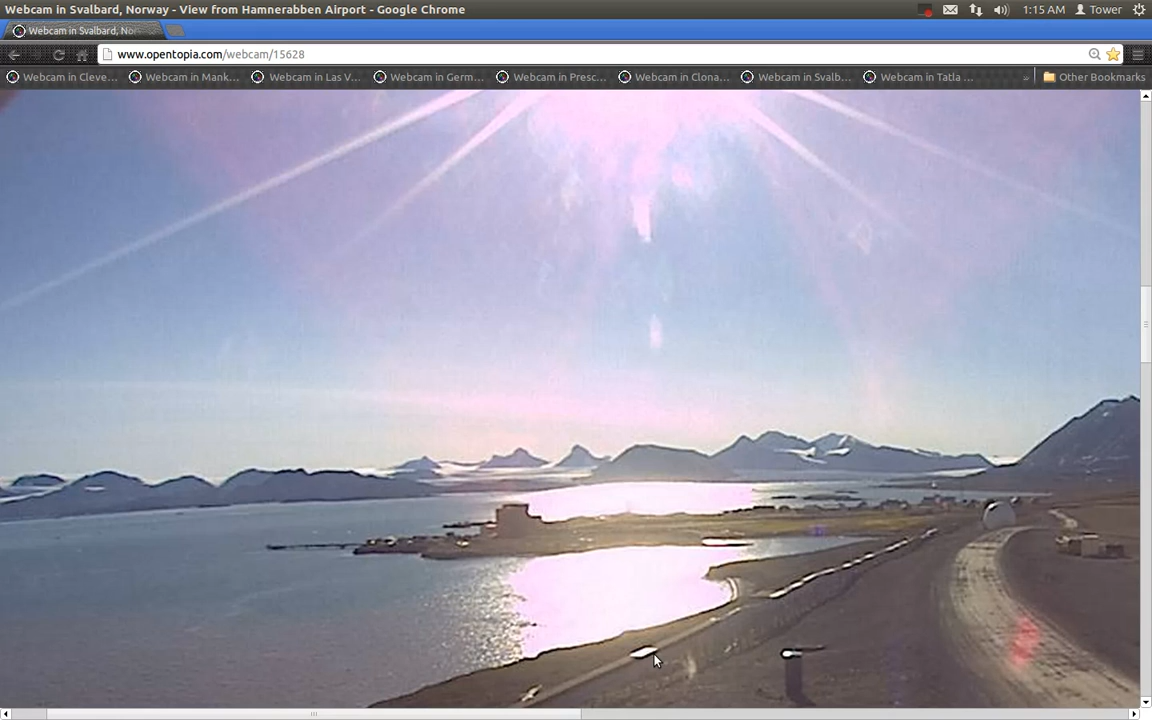 Webcam in Svalbard, Norway - View from Hamnerabben Airport - Google Chrome
1:15 AM Tower
Webcam in Svalbard, Nor
www.opentopia.com/webcam/15628
Webcam in Cleve... Webcam in Mank... Webcam in Las V... Webcam in Germ... Webcam in Presc... Webcam in Clona... Webcam in Svalb... Webcam in Tatla ... » Other Bookmarks